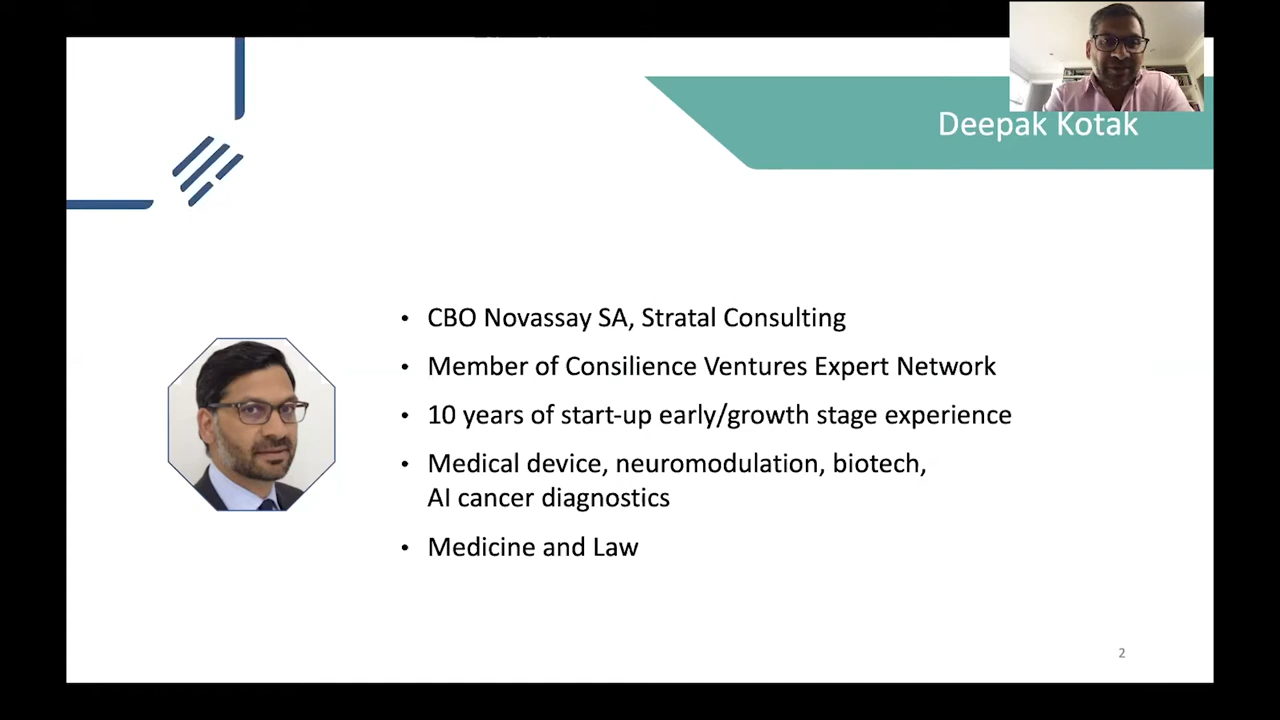 Deepak Kotak
• CBO Novassay SA, Stratal Consulting
• Member of Consilience Ventures Expert Network
• 10 years of start-up early/growth stage experience
• Medical device, neuromodulation, biotech,
AI cancer diagnostics
• Medicine and Law
2